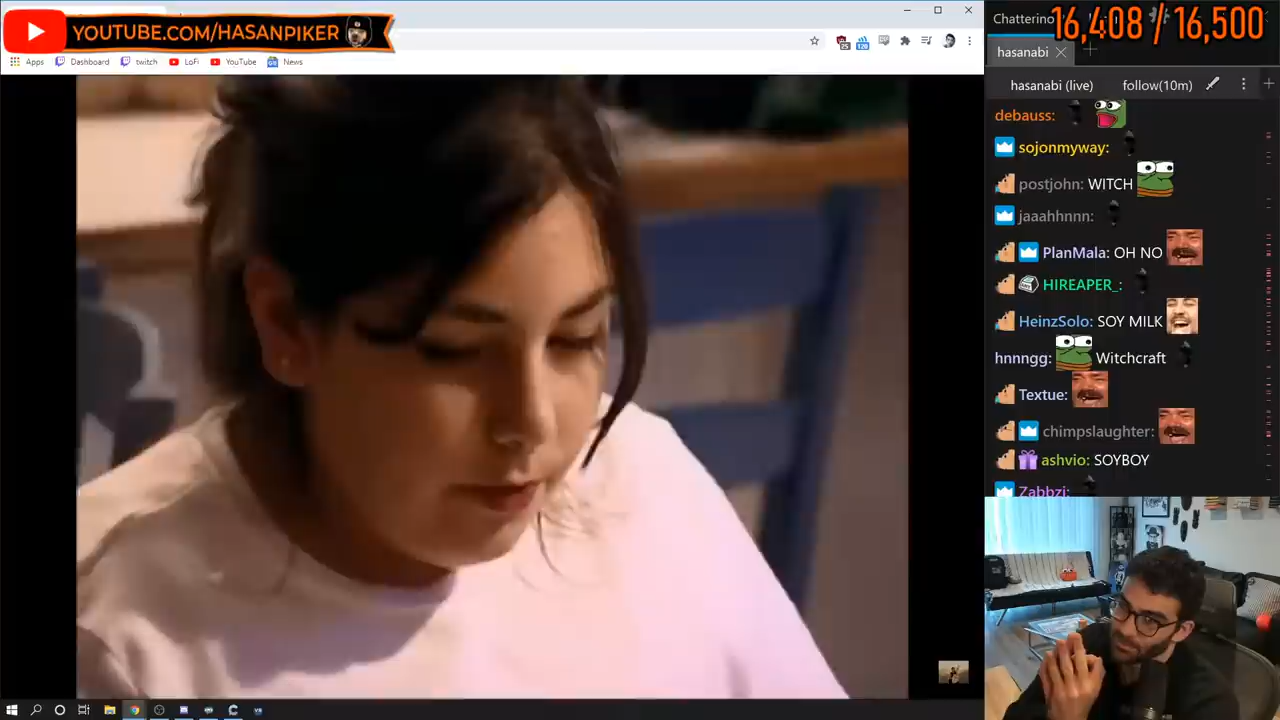 YOUTUBE.COM/HASANPIKER
Apps Dashboard twitch LoFi YouTube News
25 120
Chatterino
16,408 / 16,500
hasanabi
hasanabi (live) follow(10m)
debauss:
sojonmyway:
postjohn: WITCH
jaaahhnnn:
PlanMala: OH NO
HIREAPER_:
HeinzSolo: SOY MILK
hnnngg: Witchcraft
Textue:
chimpslaughter:
ashvio: SOYBOY
Zabbzi: